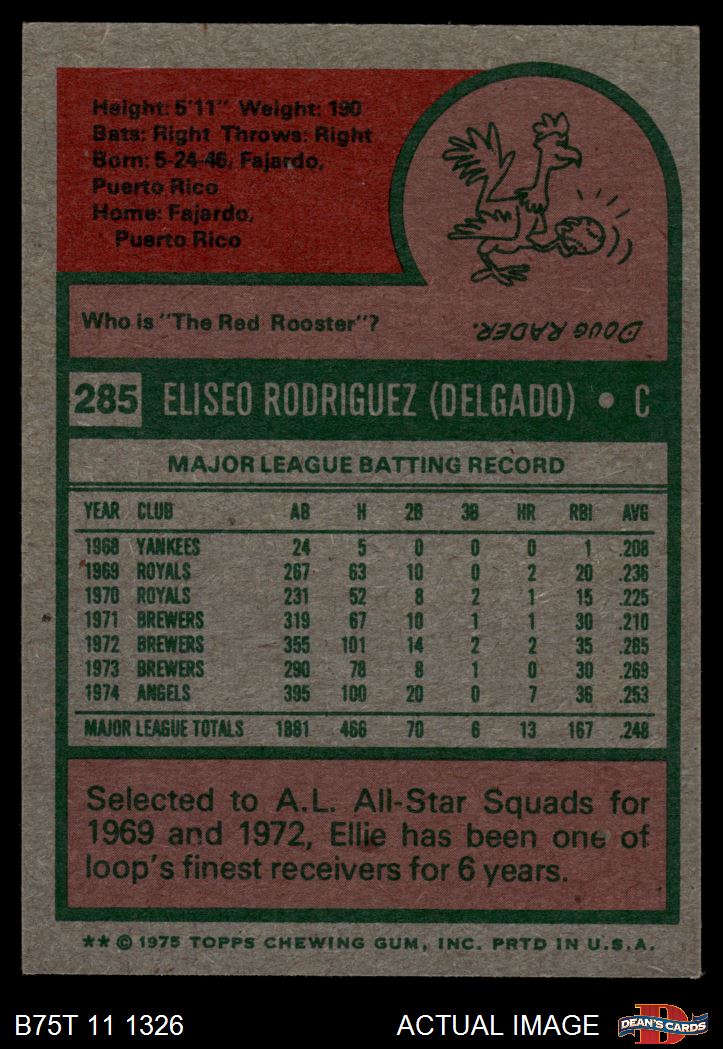 Height: 5'11" Weight: 190
Bats: Right Throws: Right
Born: 5-24-46, Fajardo,
Puerto Rico
Home: Fajardo,
Puerto Rico
Who is "The Red Rooster"?
DOUG RADER.
285 ELISEO RODRIGUEZ (DELGADO) • C
MAJOR LEAGUE BATTING RECORD
YEAR CLUB AB H 2B 3B HR RBI AVG
1968 YANKEES 24 5 0 0 0 1 .208
1969 ROYALS 267 63 10 0 2 20 .236
1970 ROYALS 231 52 8 2 1 15 .225
1971 BREWERS 319 67 10 1 1 30 .210
1972 BREWERS 355 101 14 2 2 35 .285
1973 BREWERS 290 78 8 1 0 30 .269
1974 ANGELS 395 100 20 0 7 36 .253
MAJOR LEAGUE TOTALS 1881 466 70 6 13 167 .248
Selected to A.L. All-Star Squads for
1969 and 1972, Ellie has been one of
loop's finest receivers for 6 years.
** © 1975 TOPPS CHEWING GUM, INC. PRTD IN U.S.A.
B75T 11 1326 ACTUAL IMAGE
D
DEAN'S CARDS